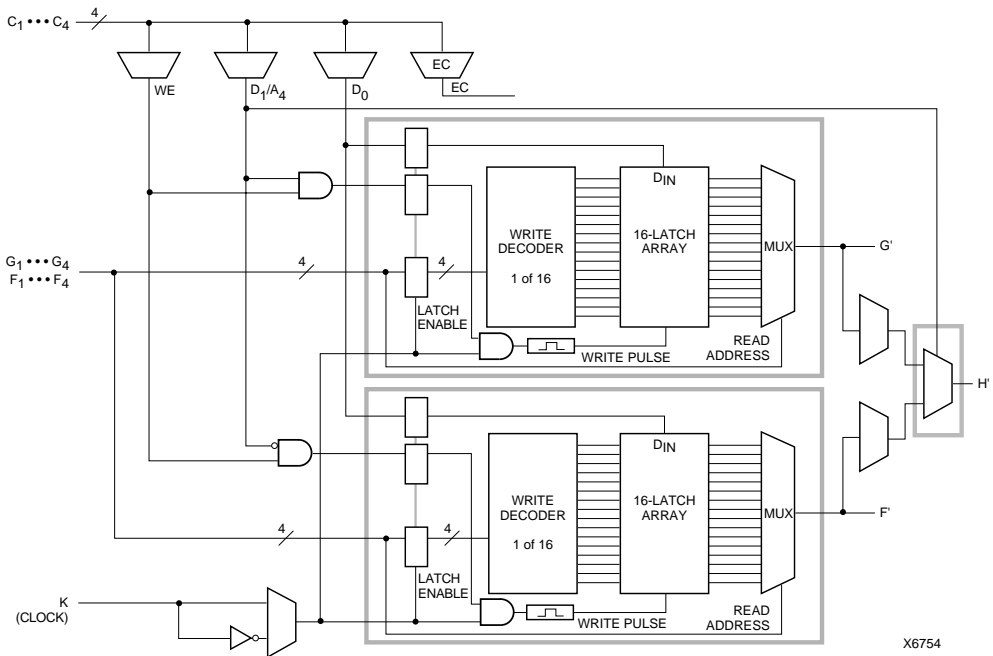 C1 ••• C4
4
EC
WE
D1/A4
D0
EC
DIN
WRITE
DECODER
1 of 16
16-LATCH
ARRAY
MUX
G'
G1 ••• G4
F1 ••• F4
4
4
LATCH
ENABLE
WRITE PULSE
READ
ADDRESS
H'
DIN
WRITE
DECODER
1 of 16
16-LATCH
ARRAY
MUX
F'
4
4
LATCH
ENABLE
WRITE PULSE
READ
ADDRESS
K
(CLOCK)
X6754